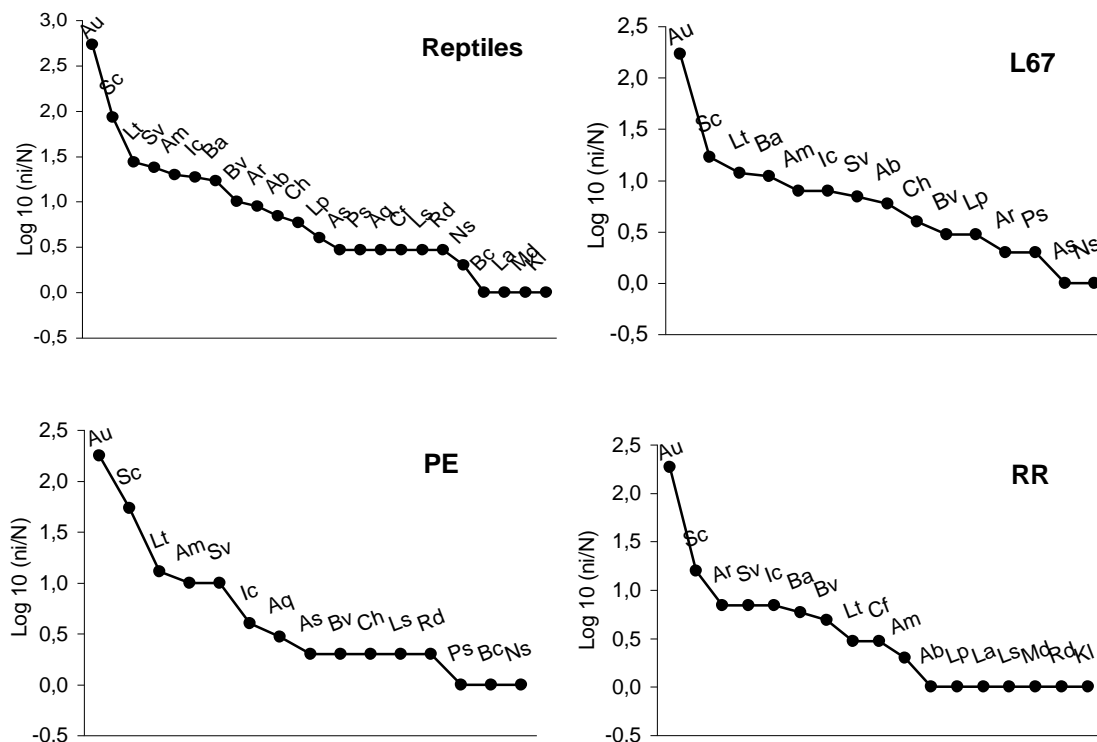 Reptiles
Log 10 (ni/N)
3,0
2,5
2,0
1,5
1,0
0,5
0,0
-0,5
Au
Sc
Lt
Sv
Am
Ic
Ba
Bv
Ar
Ab
Ch
Lp
As
Ps
Aq
Cf
Ls
Rd
Ns
Bc
La
Md
Kl
L67
Log 10 (ni/N)
2,5
2,0
1,5
1,0
0,5
0,0
-0,5
Au
Sc
Lt
Ba
Am
Ic
Sv
Ab
Ch
Bv
Lp
Ar
Ps
As
Ns
PE
Log 10 (ni/N)
2,5
2,0
1,5
1,0
0,5
0,0
-0,5
Au
Sc
Lt
Am
Sv
Ic
Aq
As
Bv
Ch
Ls
Rd
Ps
Bc
Ns
RR
Log 10 (ni/N)
2,5
2,0
1,5
1,0
0,5
0,0
-0,5
Au
Sc
Ar
Sv
Ic
Ba
Bv
Lt
Cf
Am
Ab
Lp
La
Ls
Md
Rd
Kl